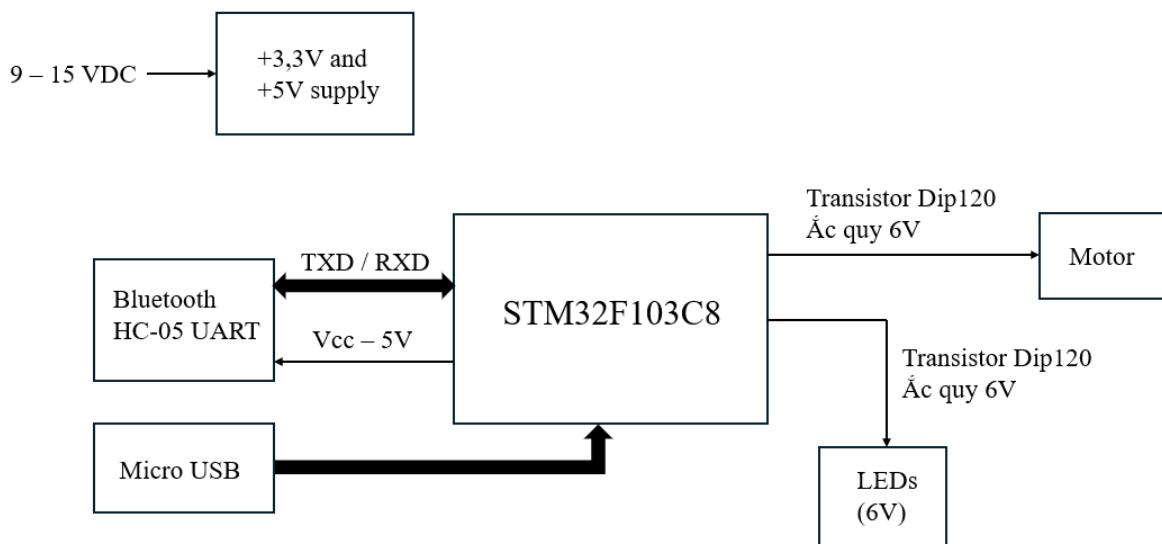 +3,3V and
+5V supply
9 – 15 VDC
Transistor Dip120
Ắc quy 6V
Motor
TXD / RXD
Bluetooth
HC-05 UART
STM32F103C8
Vcc – 5V
Transistor Dip120
Ắc quy 6V
Micro USB
LEDs
(6V)